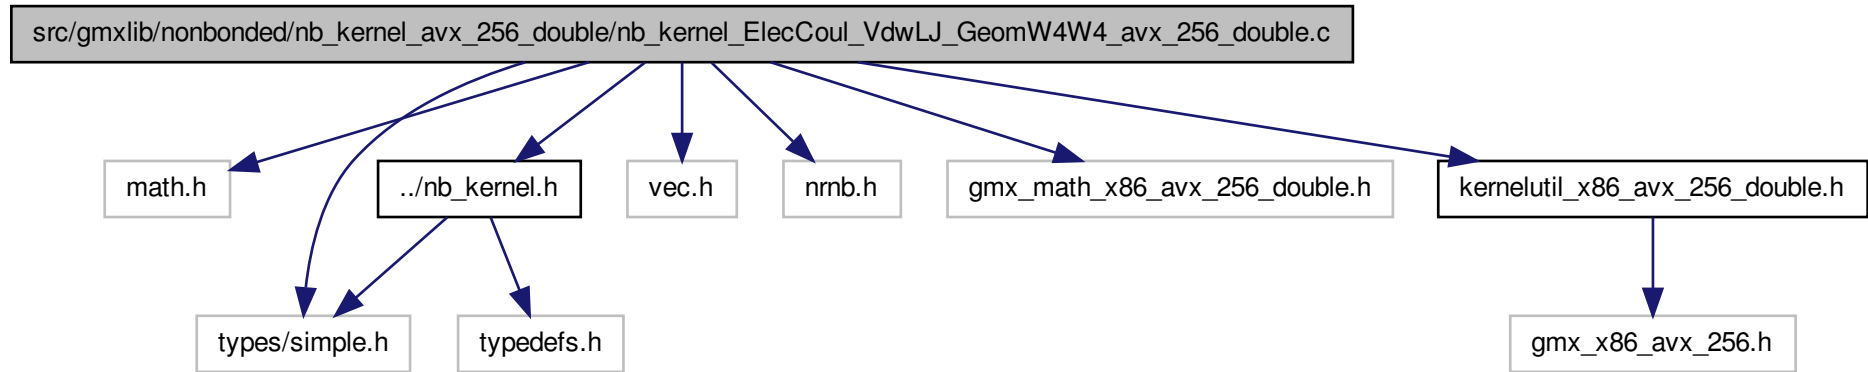 src/gmxlib/nonbonded/nb_kernel_avx_256_double/nb_kernel_ElecCoul_VdwLJ_GeomW4W4_avx_256_double.c
math.h
../nb_kernel.h
vec.h
nrnb.h
gmx_math_x86_avx_256_double.h
kernelutil_x86_avx_256_double.h
types/simple.h
typedefs.h
gmx_x86_avx_256.h